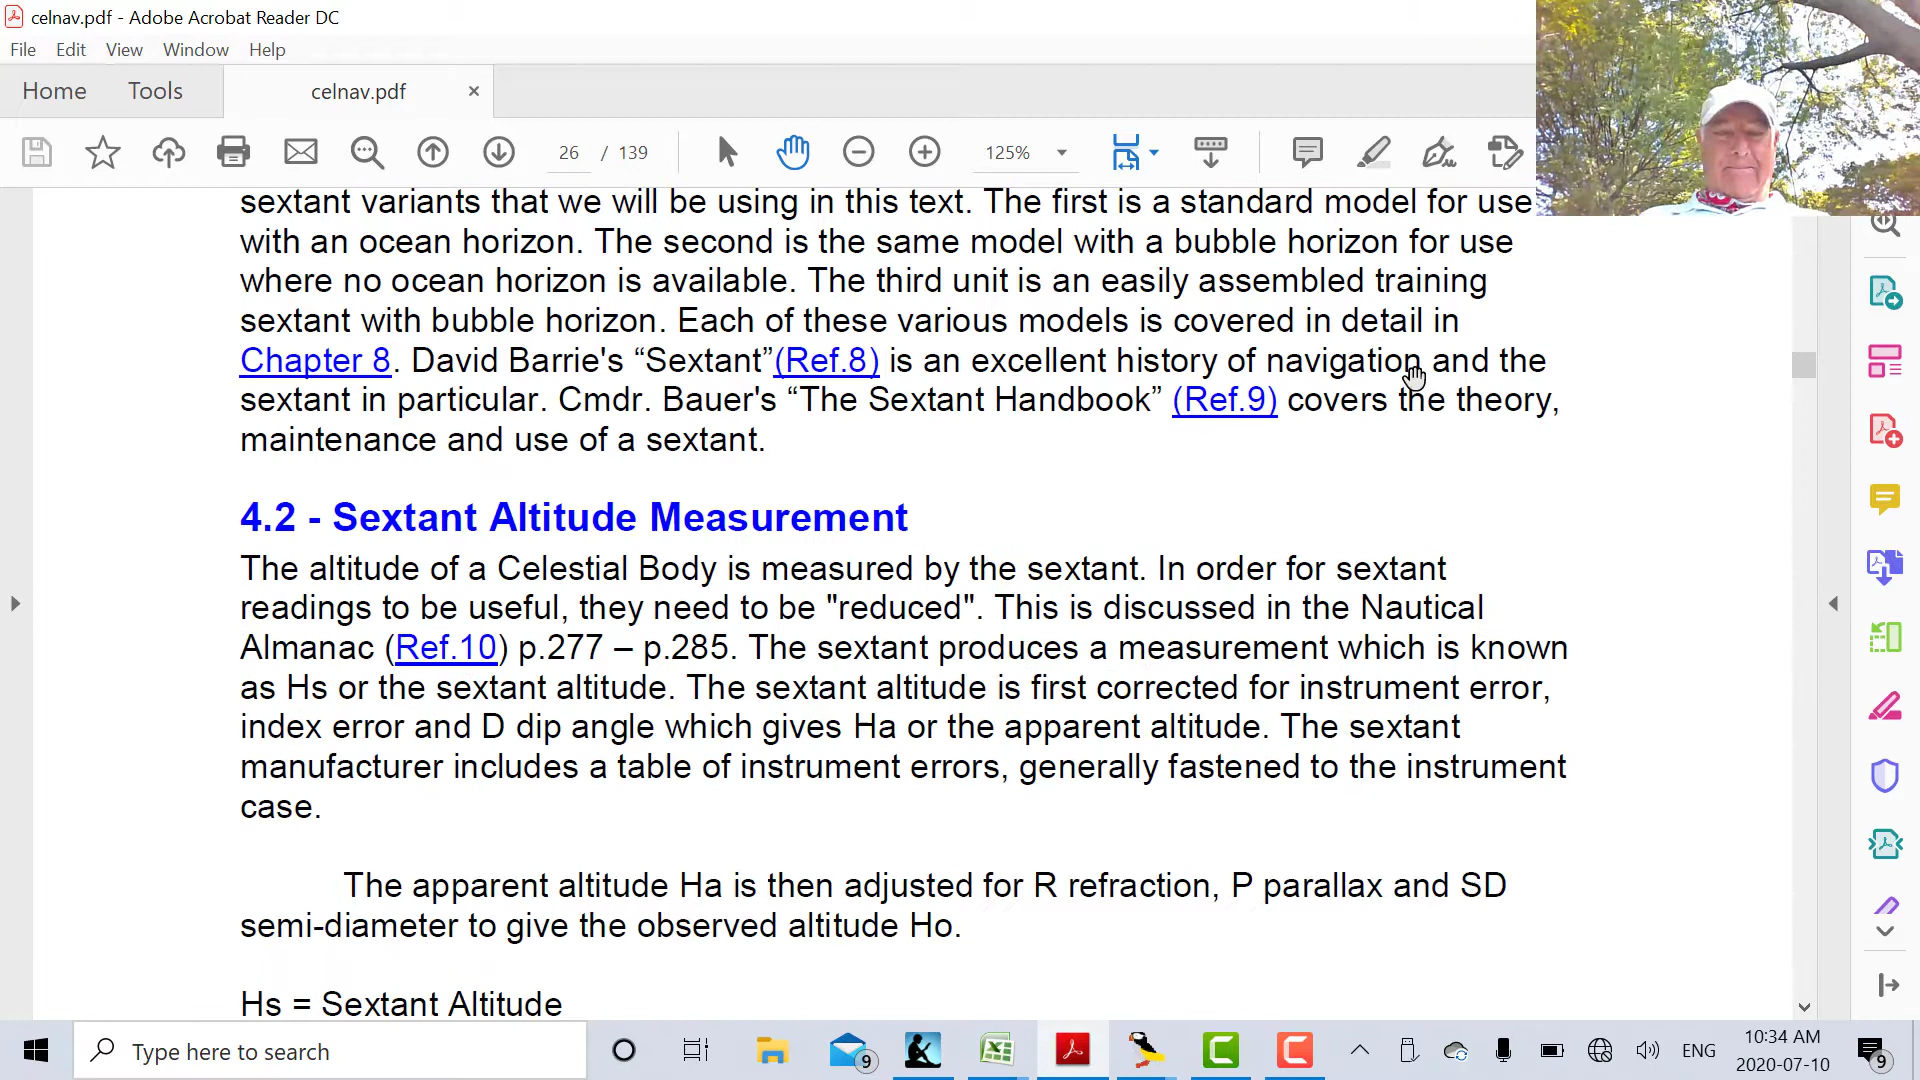 celnav.pdf - Adobe Acrobat Reader DC
File Edit View Window Help
Home Tools celnav.pdf ×
26 / 139 125%
sextant variants that we will be using in this text. The first is a standard model for use
with an ocean horizon. The second is the same model with a bubble horizon for use
where no ocean horizon is available. The third unit is an easily assembled training
sextant with bubble horizon. Each of these various models is covered in detail in
Chapter 8. David Barrie's “Sextant”(Ref.8) is an excellent history of navigation and the
sextant in particular. Cmdr. Bauer's “The Sextant Handbook” (Ref.9) covers the theory,
maintenance and use of a sextant.
4.2 - Sextant Altitude Measurement
The altitude of a Celestial Body is measured by the sextant. In order for sextant
readings to be useful, they need to be "reduced". This is discussed in the Nautical
Almanac (Ref.10) p.277 – p.285. The sextant produces a measurement which is known
as Hs or the sextant altitude. The sextant altitude is first corrected for instrument error,
index error and D dip angle which gives Ha or the apparent altitude. The sextant
manufacturer includes a table of instrument errors, generally fastened to the instrument
case.
The apparent altitude Ha is then adjusted for R refraction, P parallax and SD
semi-diameter to give the observed altitude Ho.
Hs = Sextant Altitude
Type here to search
9
ENG
10:34 AM
2020-07-10
9